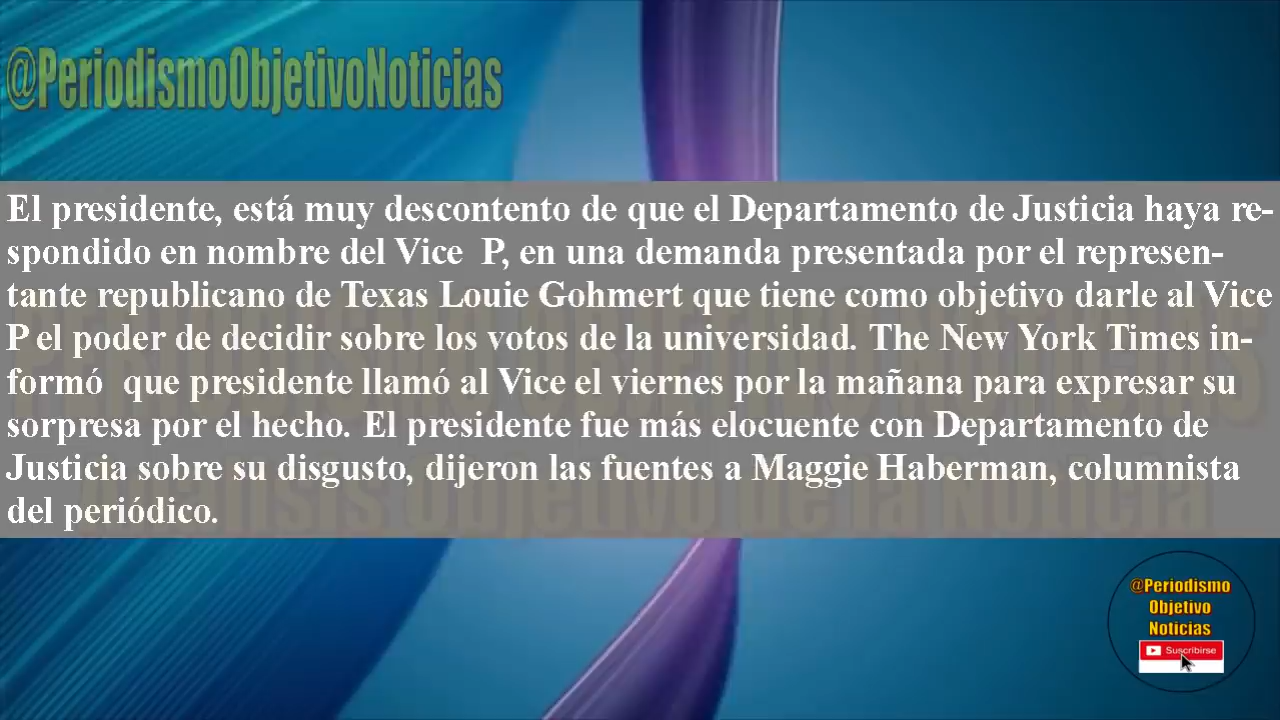 @PeriodismoObjetivoNoticias
El presidente, está muy descontento de que el Departamento de Justicia haya re-
spondido en nombre del Vice  P, en una demanda presentada por el represen-
tante republicano de Texas Louie Gohmert que tiene como objetivo darle al Vice
P el poder de decidir sobre los votos de la universidad. The New York Times in-
formó  que presidente llamó al Vice el viernes por la mañana para expresar su
sorpresa por el hecho. El presidente fue más elocuente con Departamento de
Justicia sobre su disgusto, dijeron las fuentes a Maggie Haberman, columnista
del periódico.
@Periodismo
Objetivo
Noticias
Suscribirse